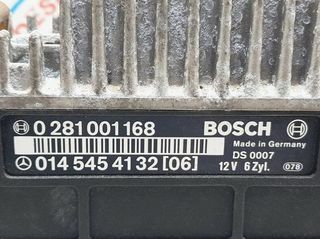 0 281 001 168 BOSCH
Made in Germany
DS 0007
014 545 41 32 [06] 12V 6Zyl. 078